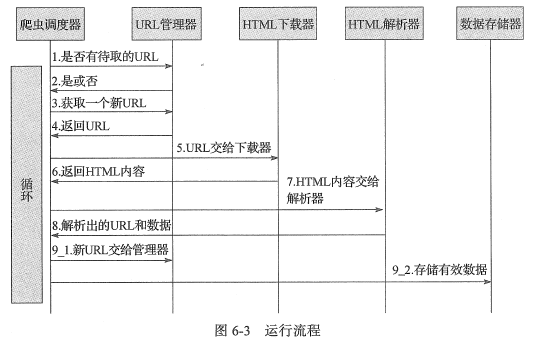 爬虫调度器
URL管理器
HTML下载器
HTML解析器
数据存储器
1.是否有待取的URL
2.是或否
3.获取一个新URL
4.返回URL
5.URL交给下载器
6.返回HTML内容
7.HTML内容交给
解析器
8.解析出的URL和数据
9_1.新URL交给管理器
9_2.存储有效数据
循环
图 6-3 运行流程